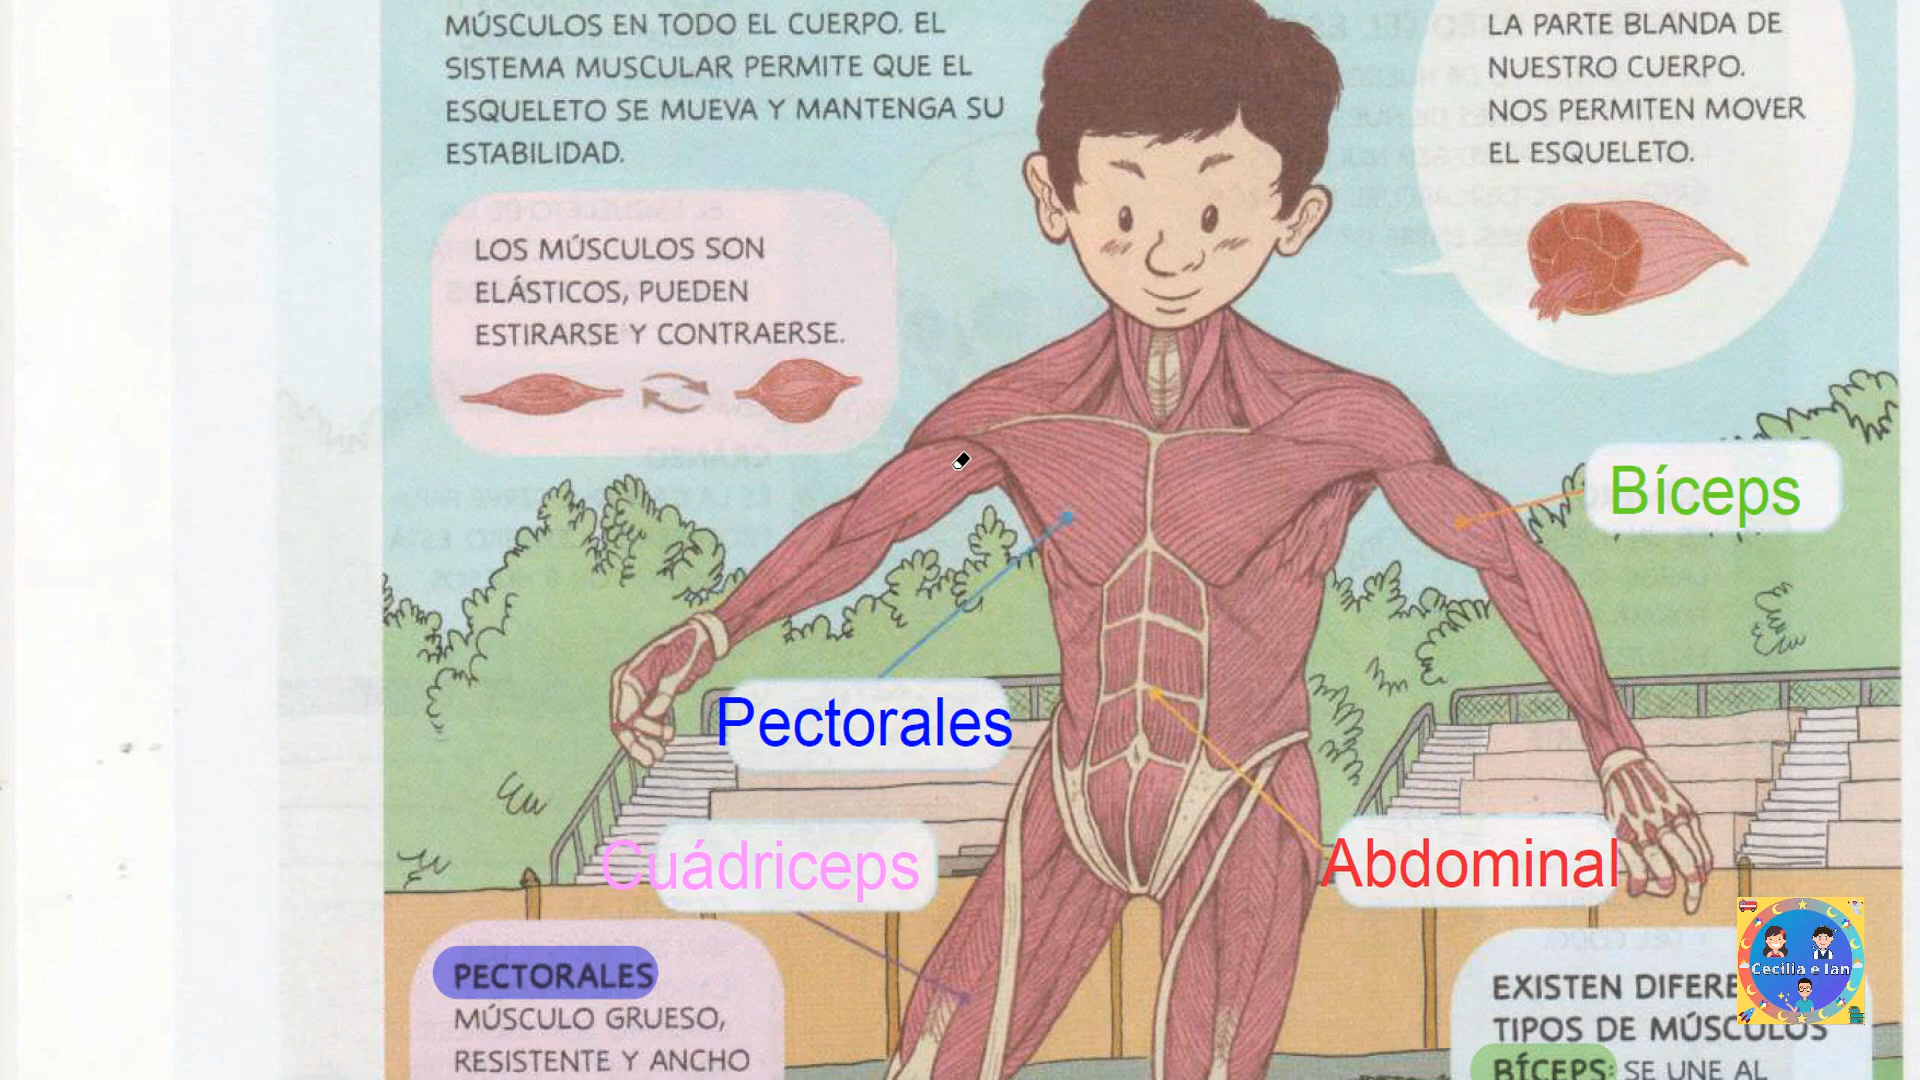 MÚSCULOS EN TODO EL CUERPO. EL
SISTEMA MUSCULAR PERMITE QUE EL
ESQUELETO SE MUEVA Y MANTENGA SU
ESTABILIDAD.
LA PARTE BLANDA DE
NUESTRO CUERPO.
NOS PERMITEN MOVER
EL ESQUELETO.
LOS MÚSCULOS SON
ELÁSTICOS, PUEDEN
ESTIRARSE Y CONTRAERSE.
Bíceps
Pectorales
Cuádriceps
Abdominal
PECTORALES
MÚSCULO GRUESO,
RESISTENTE Y ANCHO
EXISTEN DIFERE
TIPOS DE MÚSCULOS
BÍCEPS: SE UNE AL
Cecilia e Ian